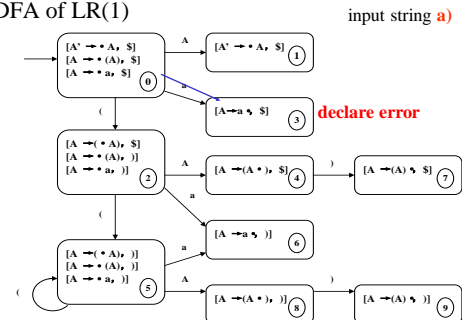 DFA of LR(1)
input string a)
[A' → • A, $]
[A → • (A), $]
[A → • a, $]
0
A
[A' → • A, $]
1
a
[A→a •, $]
3
declare error
(
[A →( • A), $]
[A → • (A), )]
[A → • a, )]
2
A
[A →(A • ), $]
4
)
[A →(A) •, $]
7
a
[A →a •, )]
6
(
[A →( • A), )]
[A → • (A), )]
[A → • a, )]
5
a
(
A
[A →(A • ), )]
8
)
[A →(A) •, )]
9